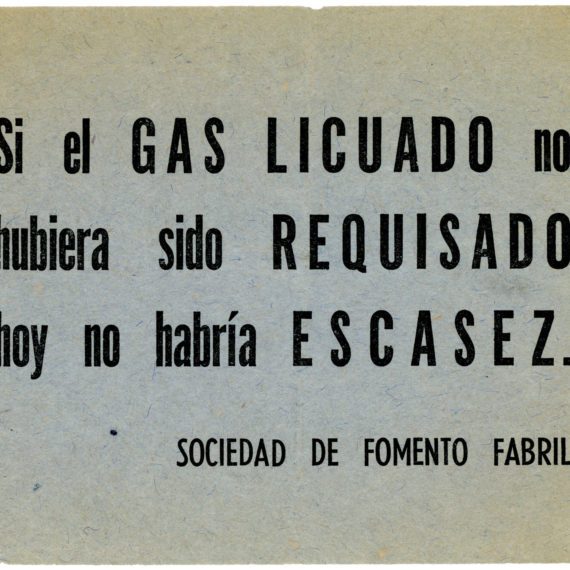 Si el GAS LICUADO no
hubiera sido REQUISADO
hoy no habría ESCASEZ.
SOCIEDAD DE FOMENTO FABRIL